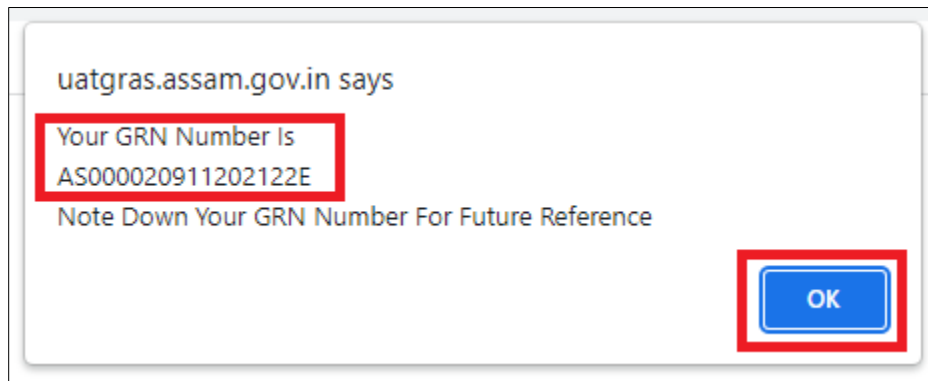 uatgras.assam.gov.in says
Your GRN Number Is
AS000020911202122E
Note Down Your GRN Number For Future Reference
OK